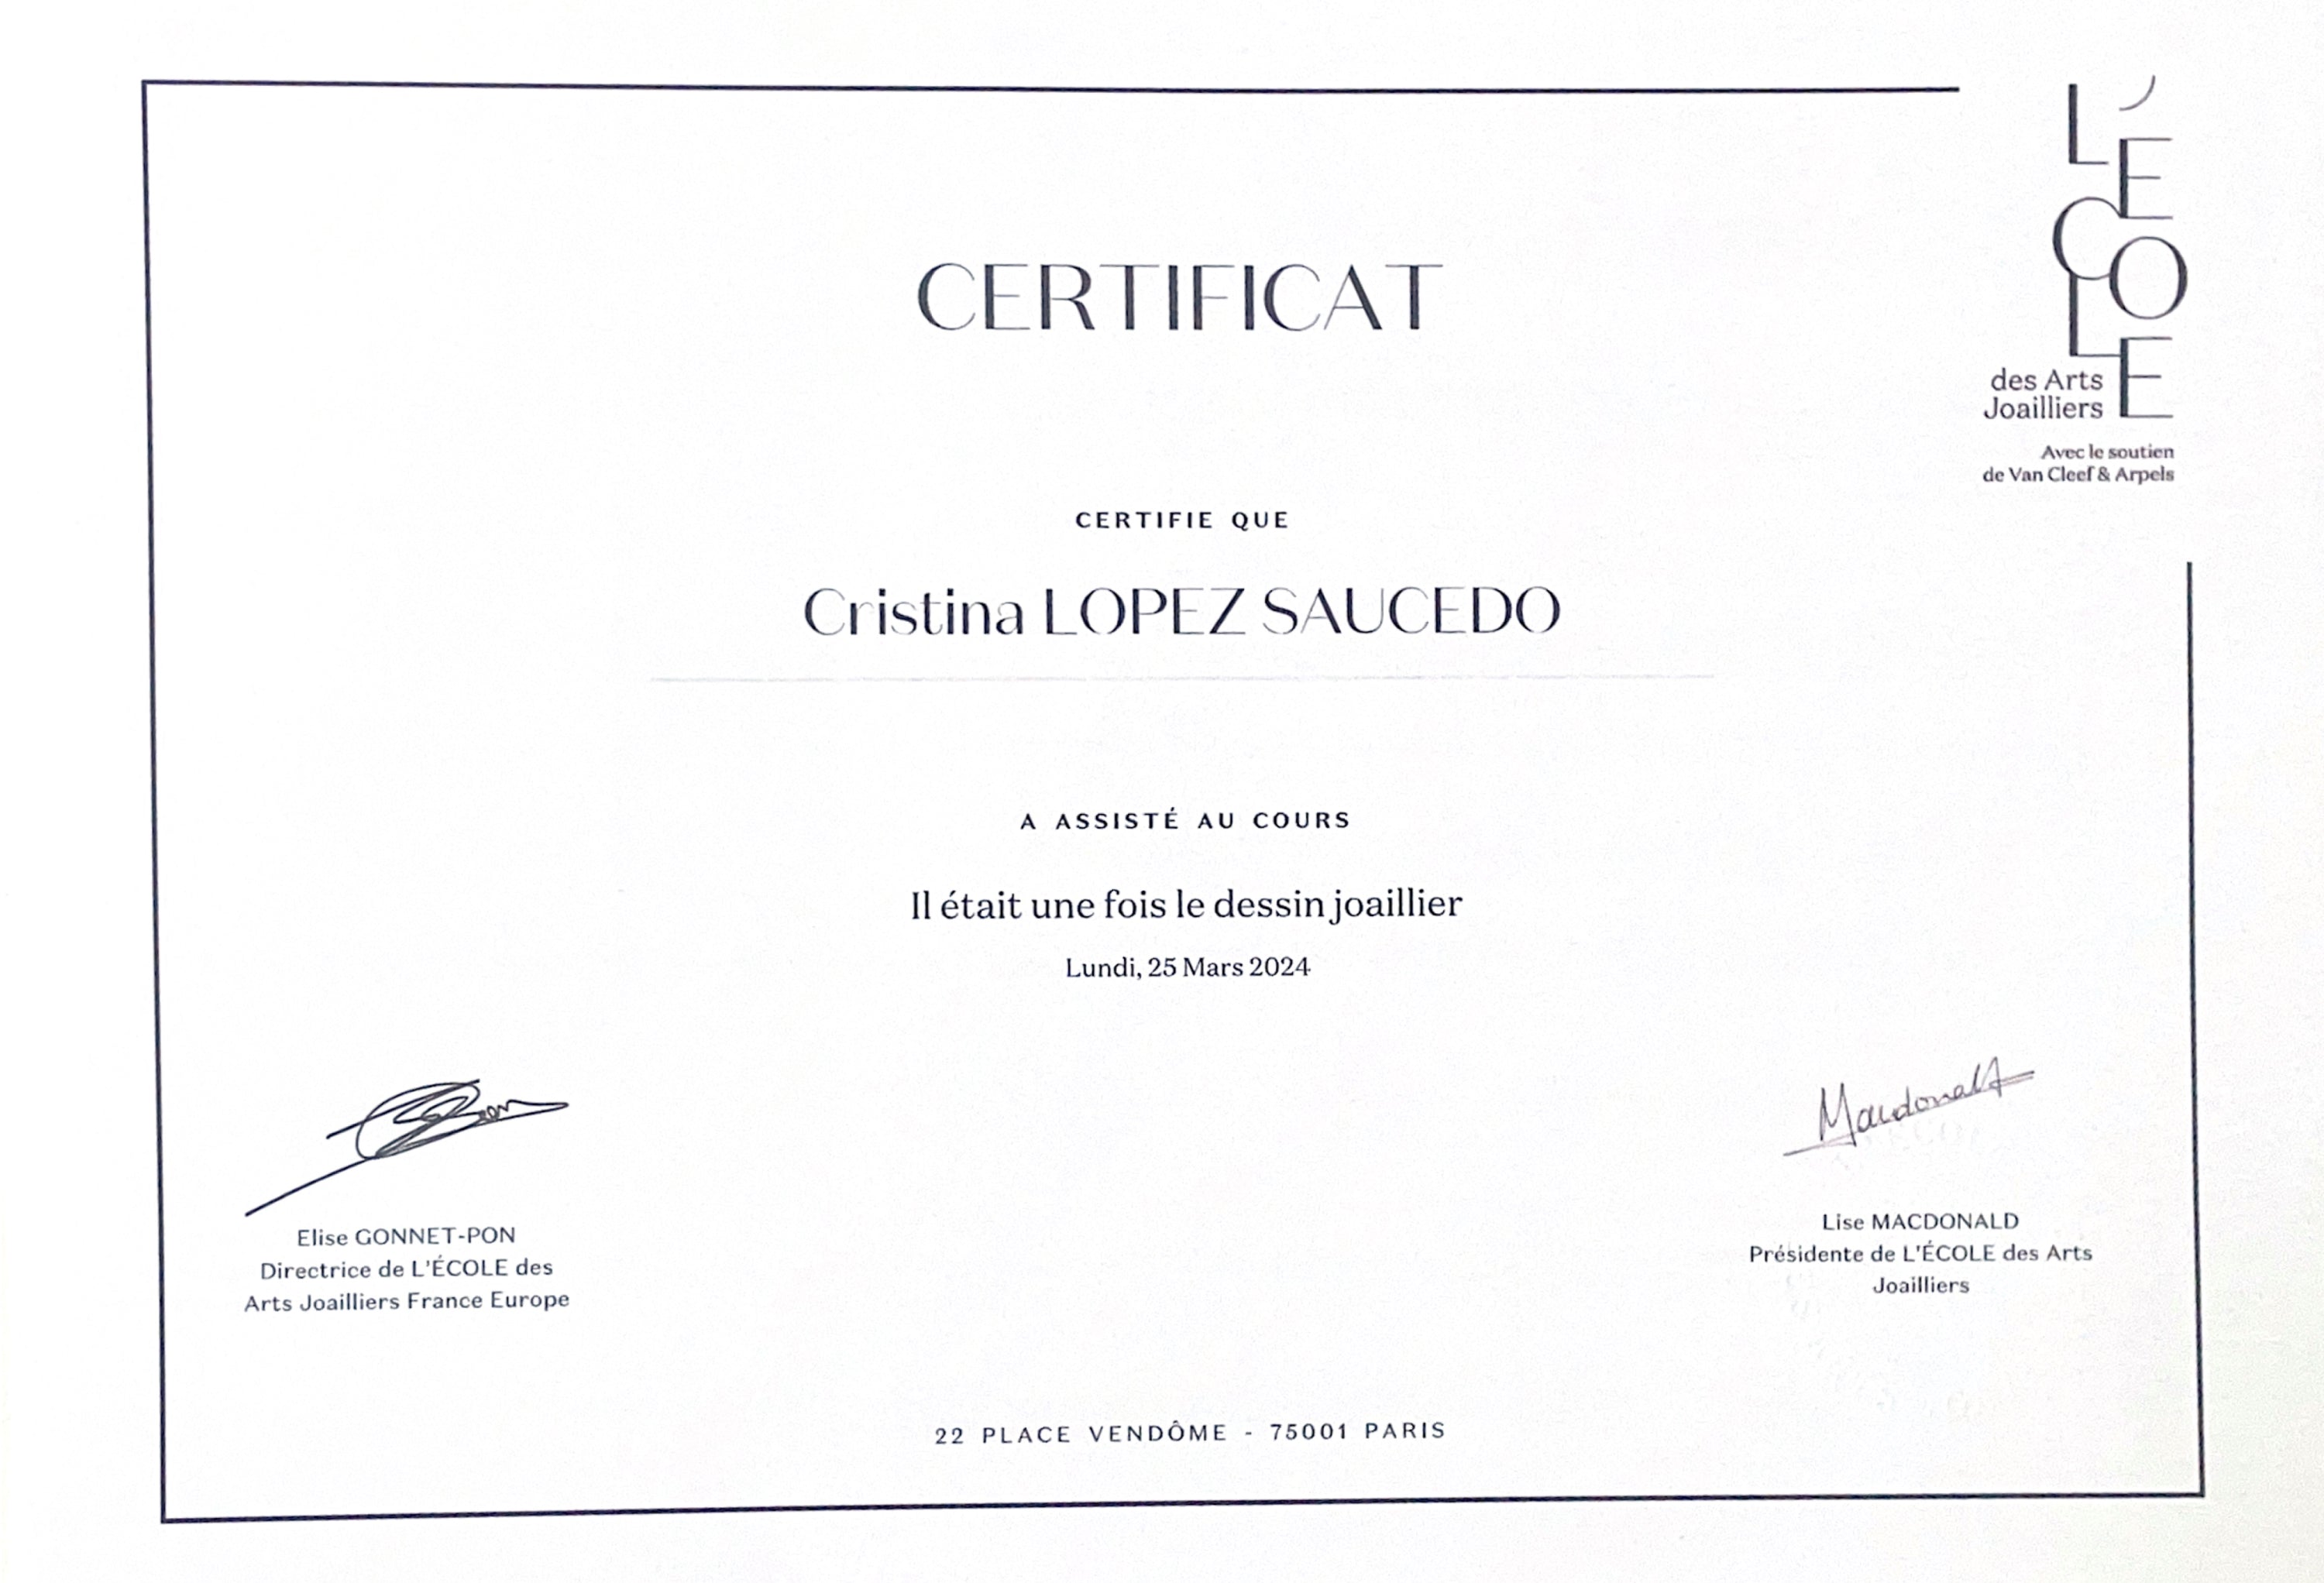 L'ECOLE
des Arts
Joailliers
Avec le soutien
de Van Cleef & Arpels
CERTIFICAT
CERTIFIE QUE
Cristina LOPEZ SAUCEDO
A ASSISTÉ AU COURS
Il était une fois le dessin joaillier
Lundi, 25 Mars 2024
Macdonald
Elise GONNET-PON
Directrice de L'ÉCOLE des
Arts Joailliers France Europe
Lise MACDONALD
Présidente de L'ÉCOLE des Arts
Joailliers
22 PLACE VENDÔME - 75001 PARIS